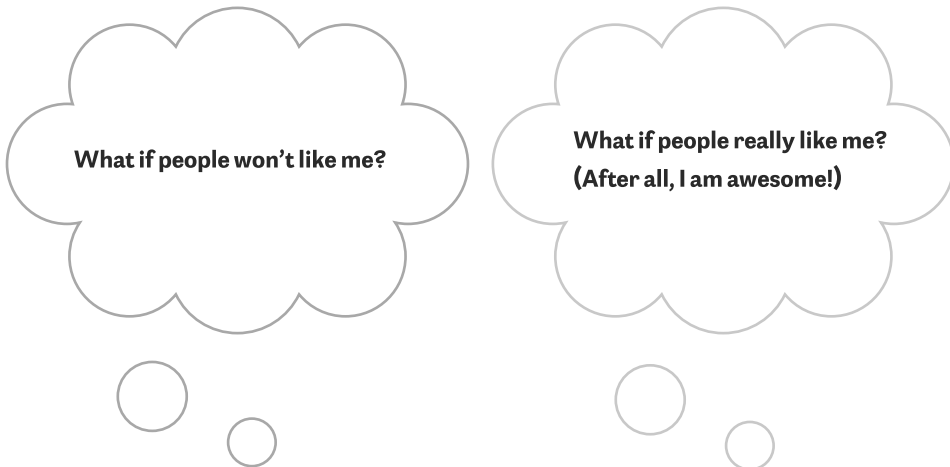 What if people won’t like me?
What if people really like me?
(After all, I am awesome!)